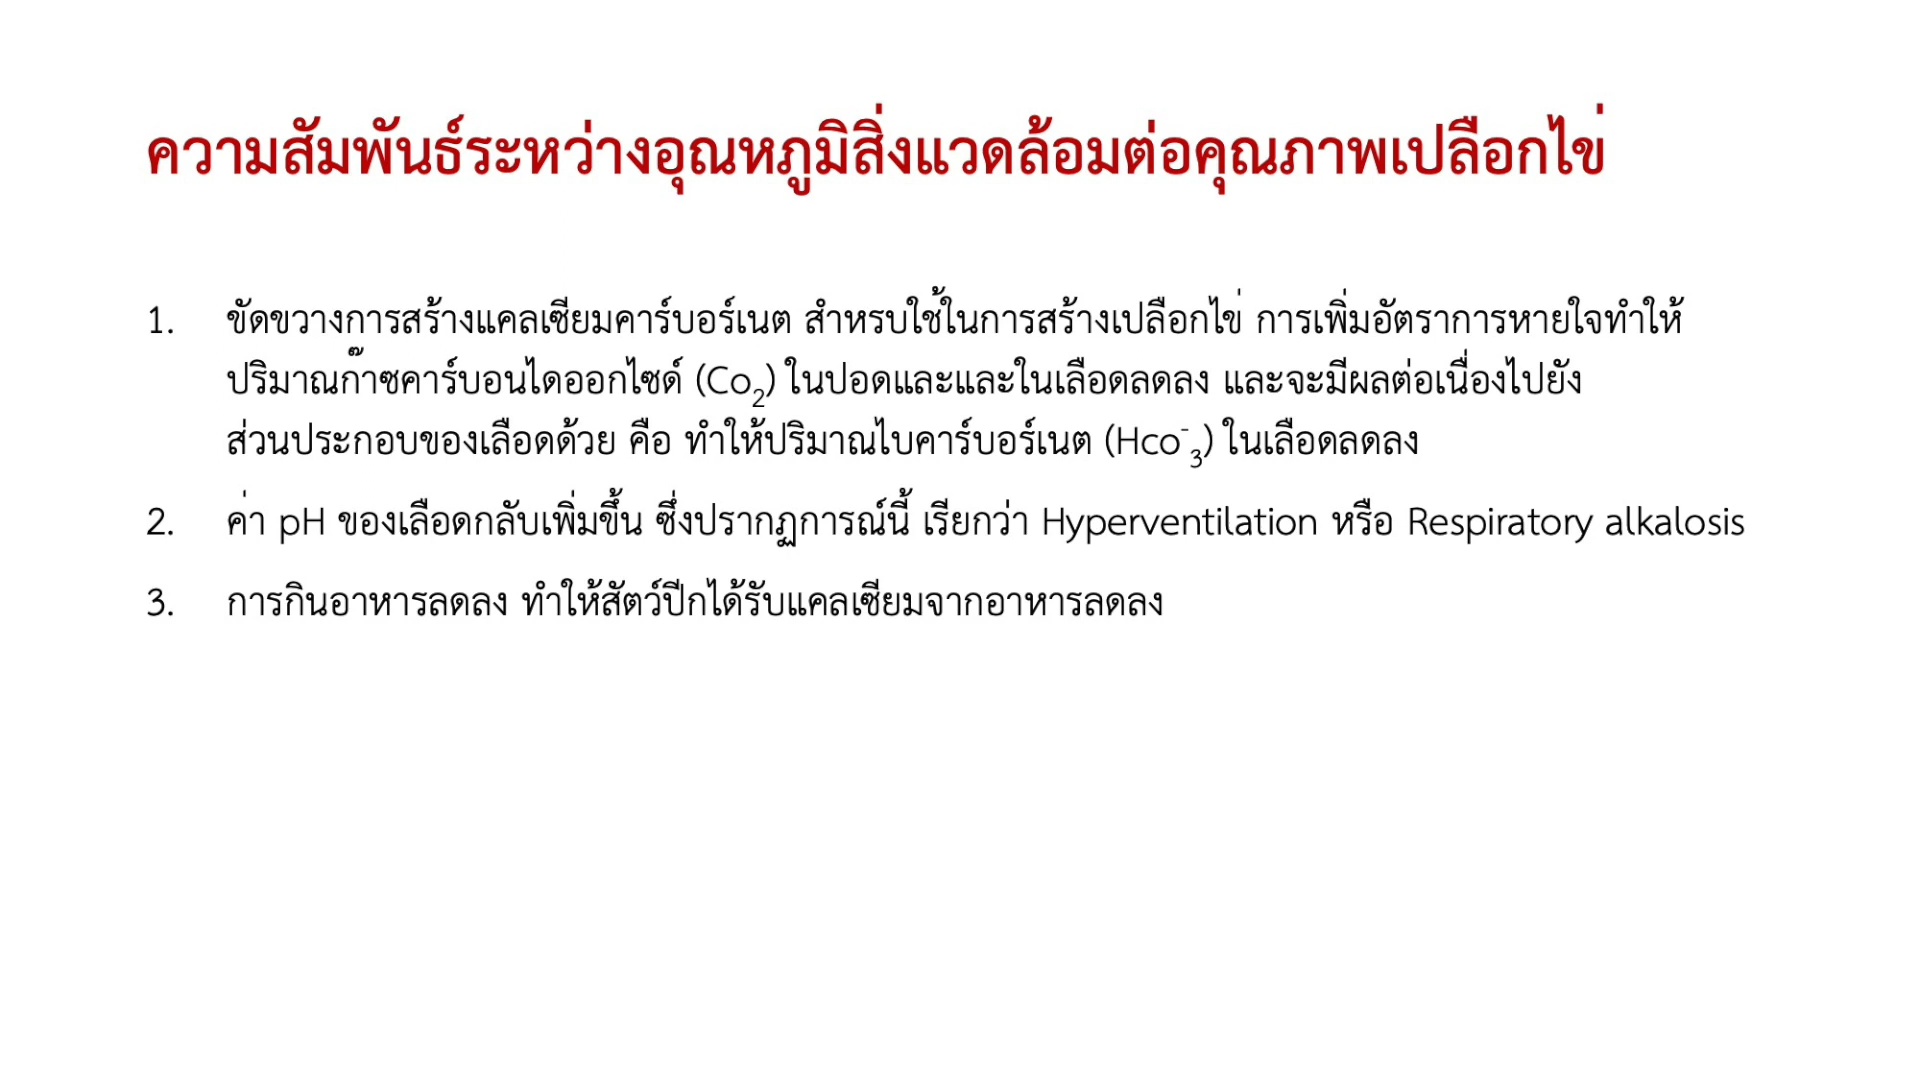 ความสัมพันธ์ระหว่างอุณหภูมิสิ่งแวดล้อมต่อคุณภาพเปลือกไข่
1. ขัดขวางการสร้างแคลเซียมคาร์บอร์เนต สำหรบใช้ในการสร้างเปลือกไข่ การเพิ่มอัตราการหายใจทำให้
ปริมาณก๊าซคาร์บอนไดออกไซด์ (Co₂) ในปอดและและในเลือดลดลง และจะมีผลต่อเนื่องไปยัง
ส่วนประกอบของเลือดด้วย คือ ทำให้ปริมาณไบคาร์บอร์เนต (Hco⁻₃) ในเลือดลดลง
2. ค่า pH ของเลือดกลับเพิ่มขึ้น ซึ่งปรากฏการณ์นี้ เรียกว่า Hyperventilation หรือ Respiratory alkalosis
3. การกินอาหารลดลง ทำให้สัตว์ปีกได้รับแคลเซียมจากอาหารลดลง